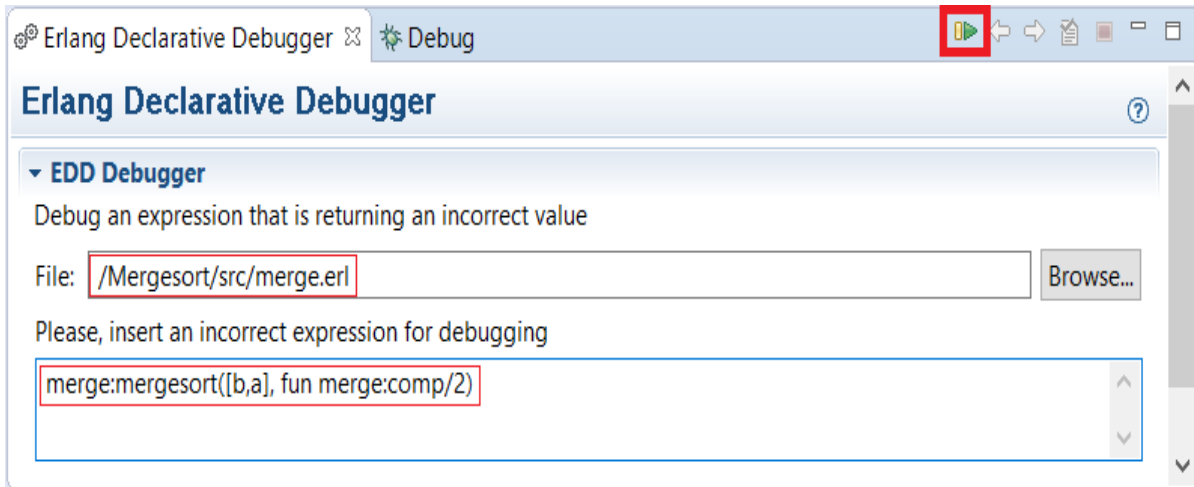 Erlang Declarative Debugger Debug
Erlang Declarative Debugger
EDD Debugger
Debug an expression that is returning an incorrect value
File: /Mergesort/src/merge.erl Browse...
Please, insert an incorrect expression for debugging
merge:mergesort([b,a], fun merge:comp/2)